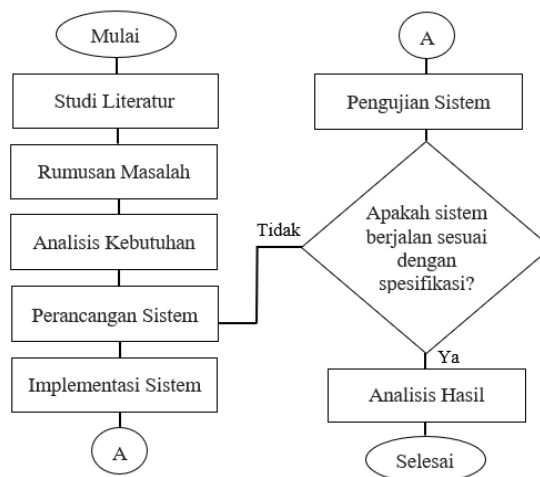 Mulai
Studi Literatur
Rumusan Masalah
Analisis Kebutuhan
Perancangan Sistem
Implementasi Sistem
A
A
Pengujian Sistem
Apakah sistem
berjalan sesuai
dengan
spesifikasi?
Tidak
Ya
Analisis Hasil
Selesai